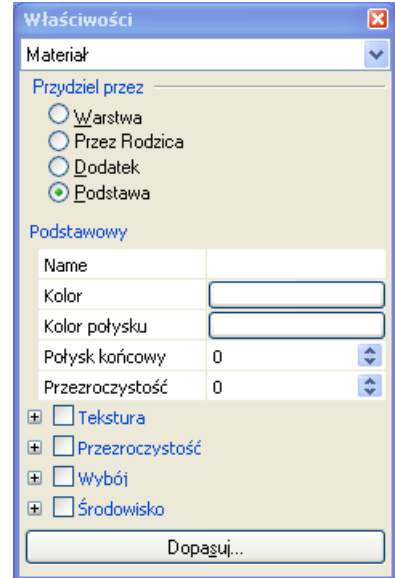 Właściwości
Materiał
Przydziel przez
Warstwa
Przez Rodzica
Dodatek
Podstawa
Podstawowy
Name
Kolor
Kolor połysku
Połysk końcowy 0
Przezroczystość 0
Tekstura
Przezroczystość
Wybój
Środowisko
Dopasuj...